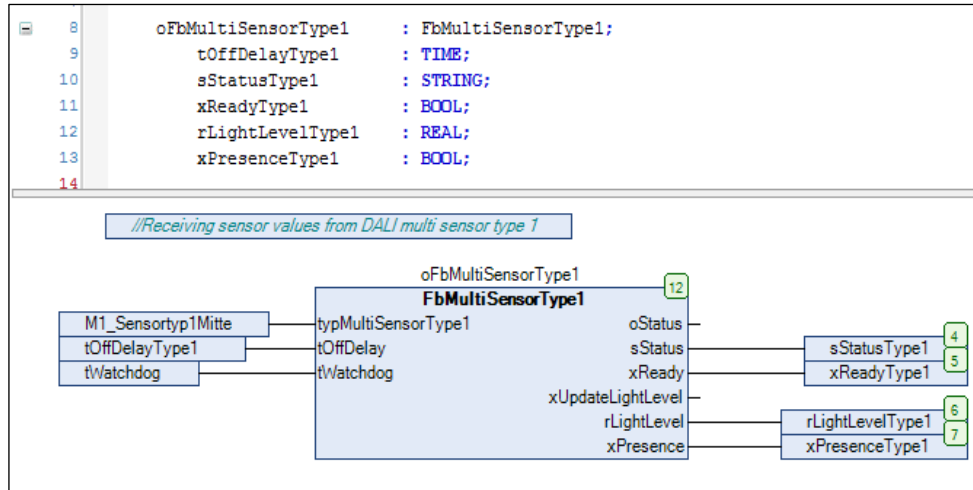 8 oFbMultiSensorType1 : FbMultiSensorType1;
9 tOffDelayType1 : TIME;
10 sStatusType1 : STRING;
11 xReadyType1 : BOOL;
12 rLightLevelType1 : REAL;
13 xPresenceType1 : BOOL;
14
//Receiving sensor values from DALI multi sensor type 1
oFbMultiSensorType1
12
FbMultiSensorType1
M1_Sensortyp1Mitte typMultiSensorType1 oStatus
4
tOffDelayType1 tOffDelay sStatus sStatusType1
5
tWatchdog tWatchdog xReady xReadyType1
xUpdateLightLevel
6
rLightLevel rLightLevelType1
7
xPresence xPresenceType1